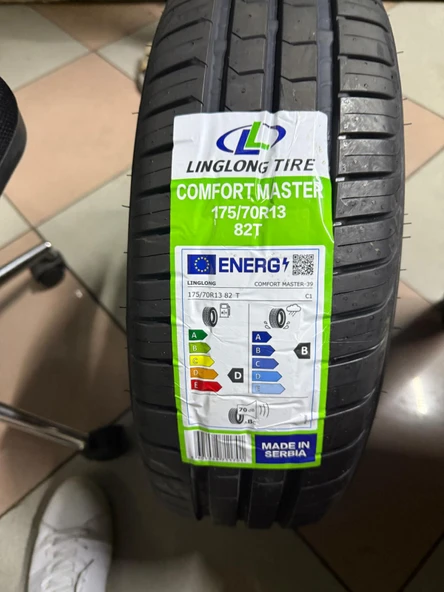 LINGLONG TIRE
COMFORT MASTER
175/70R13
82T
ENERG
LINGLONG COMFORT MASTER
175/70R13 82 T C1
A A
B B B
C C
D D D
E E
70 dB
B
MADE IN
SERBIA